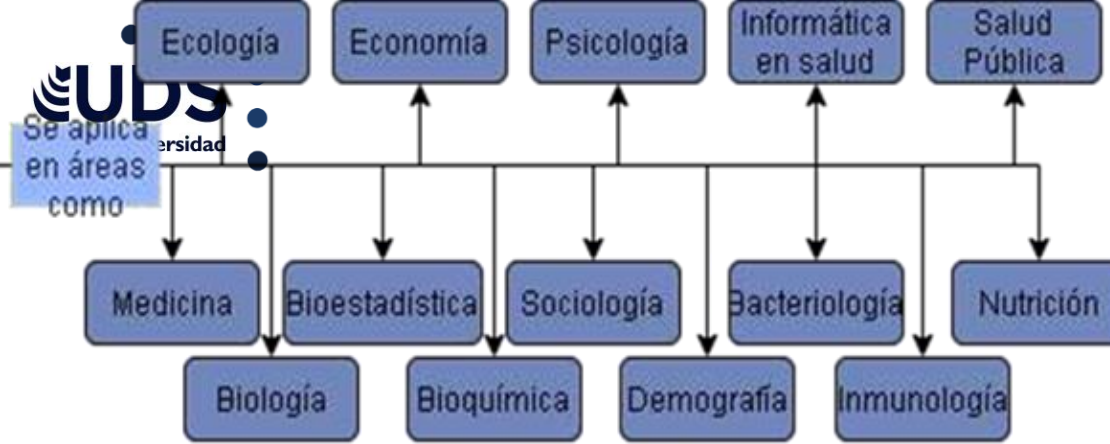 Ecología
Economía
Psicología
Informática
en salud
Salud
Pública
UDS
ersidad
Se aplica
en áreas
como
Medicina
Bioestadística
Sociología
Bacteriología
Nutrición
Biología
Bioquímica
Demografía
Inmunología